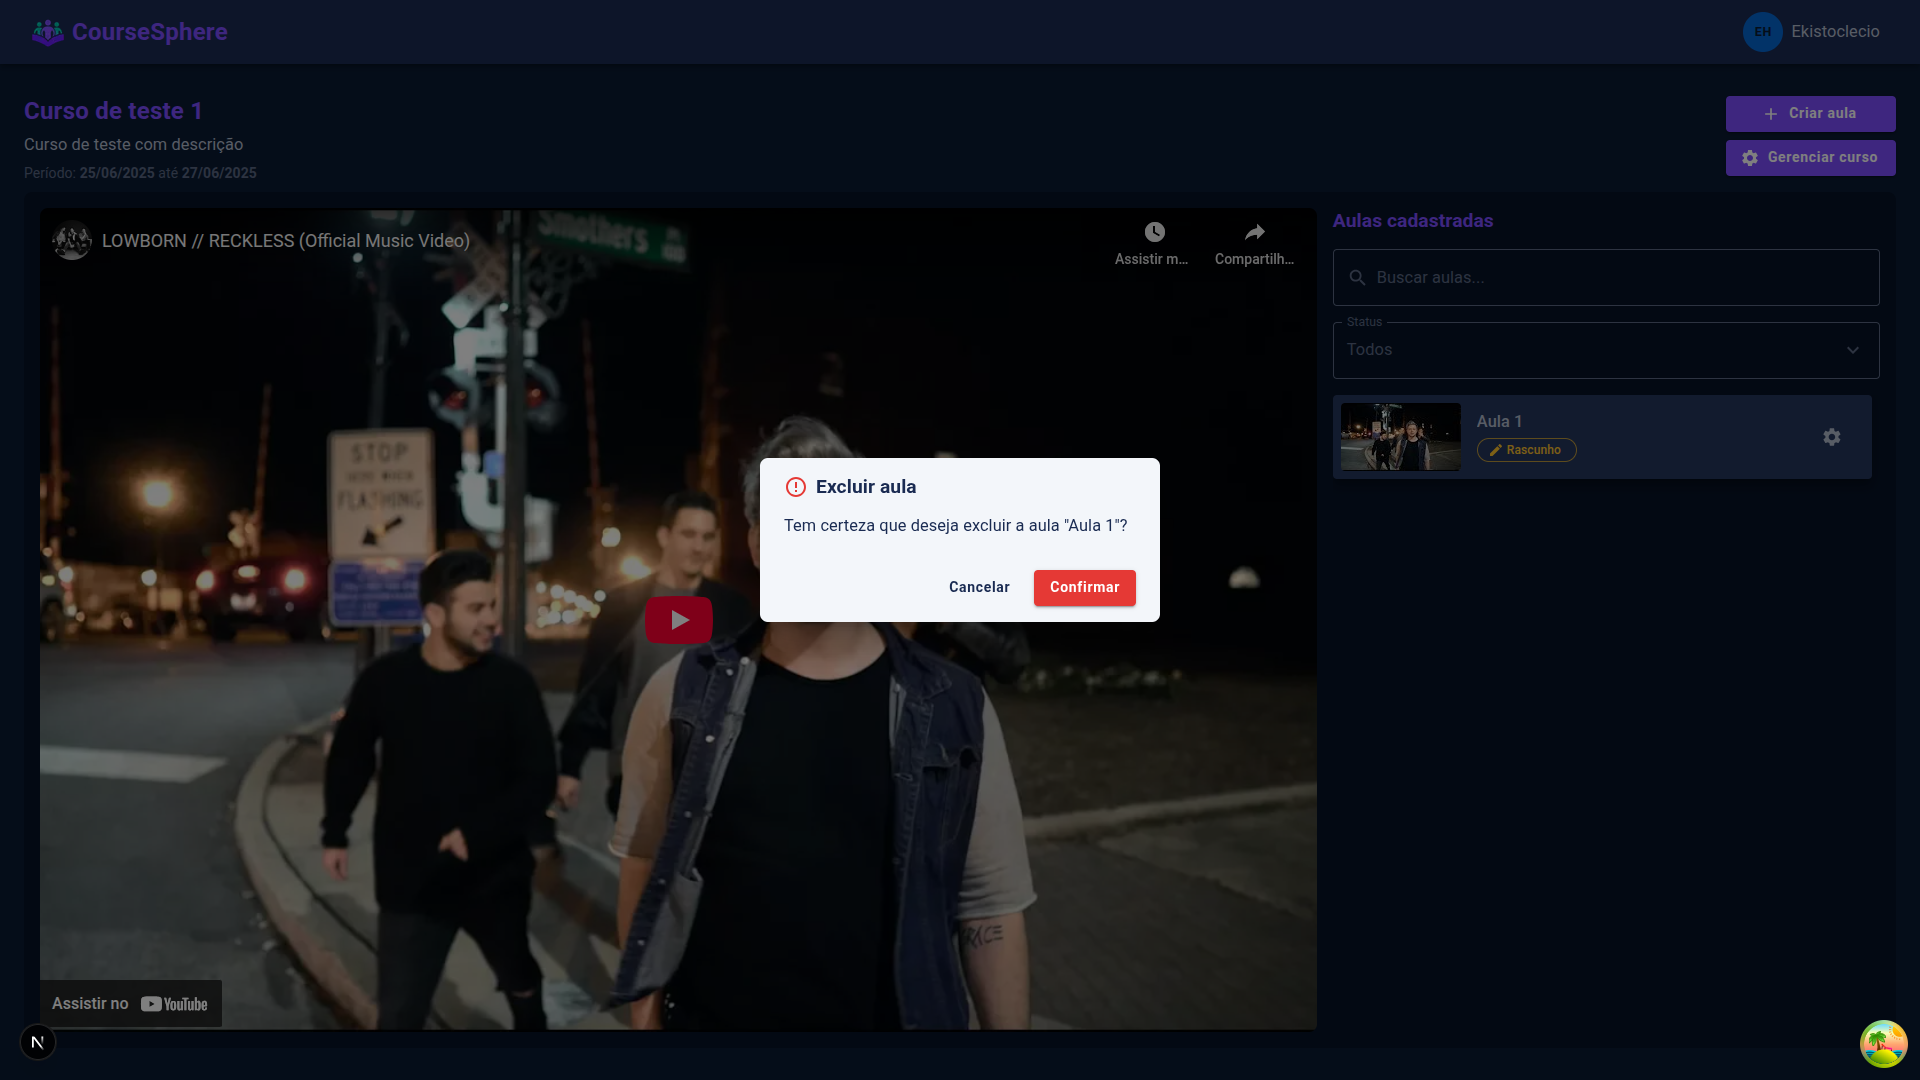 CourseSphere
EH
Ekistoclecio
Curso de teste 1
Curso de teste com descrição
Período: 25/06/2025 até 27/06/2025
Criar aula
Gerenciar curso
LOWBORN // RECKLESS (Official Music Video)
Assistir m...
Compartilh...
Smothers
STOP
FLASHING
Aulas cadastradas
Buscar aulas...
Status
Todos
Aula 1
Rascunho
Excluir aula
Tem certeza que deseja excluir a aula "Aula 1"?
Cancelar
Confirmar
Assistir no YouTube
N